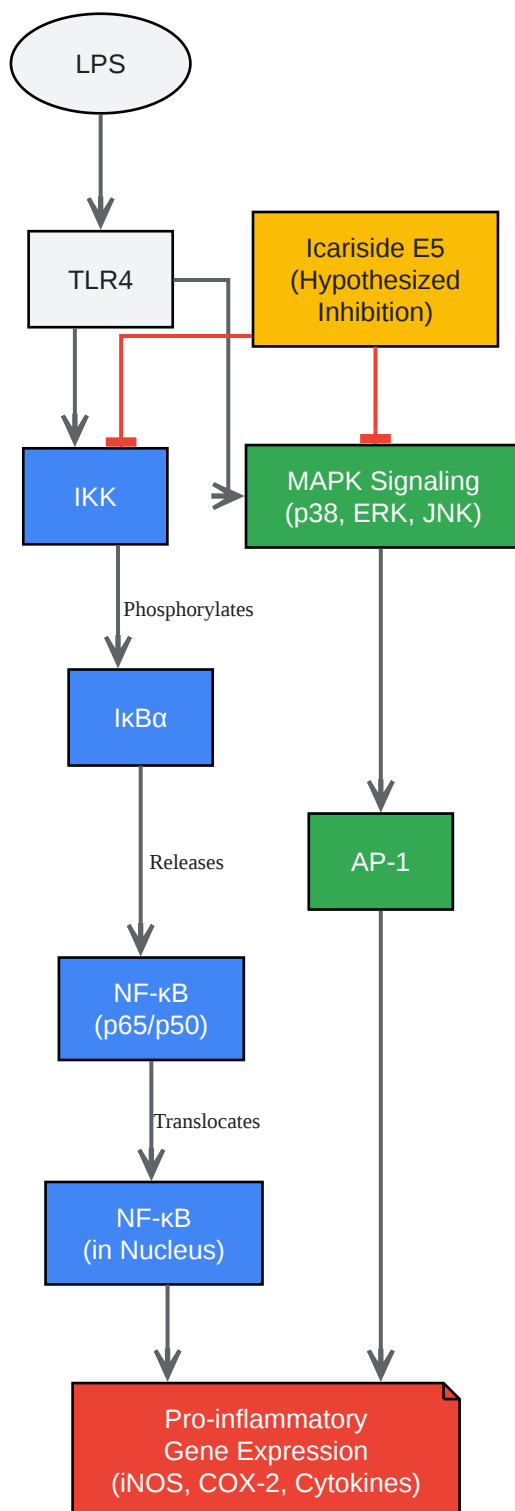 LPS
TLR4
Icariside E5
(Hypothesized
Inhibition)
IKK
MAPK Signaling
(p38, ERK, JNK)
Phosphorylates
IκBα
Releases
AP-1
NF-κB
(p65/p50)
Translocates
NF-κB
(in Nucleus)
Pro-inflammatory
Gene Expression
(iNOS, COX-2, Cytokines)